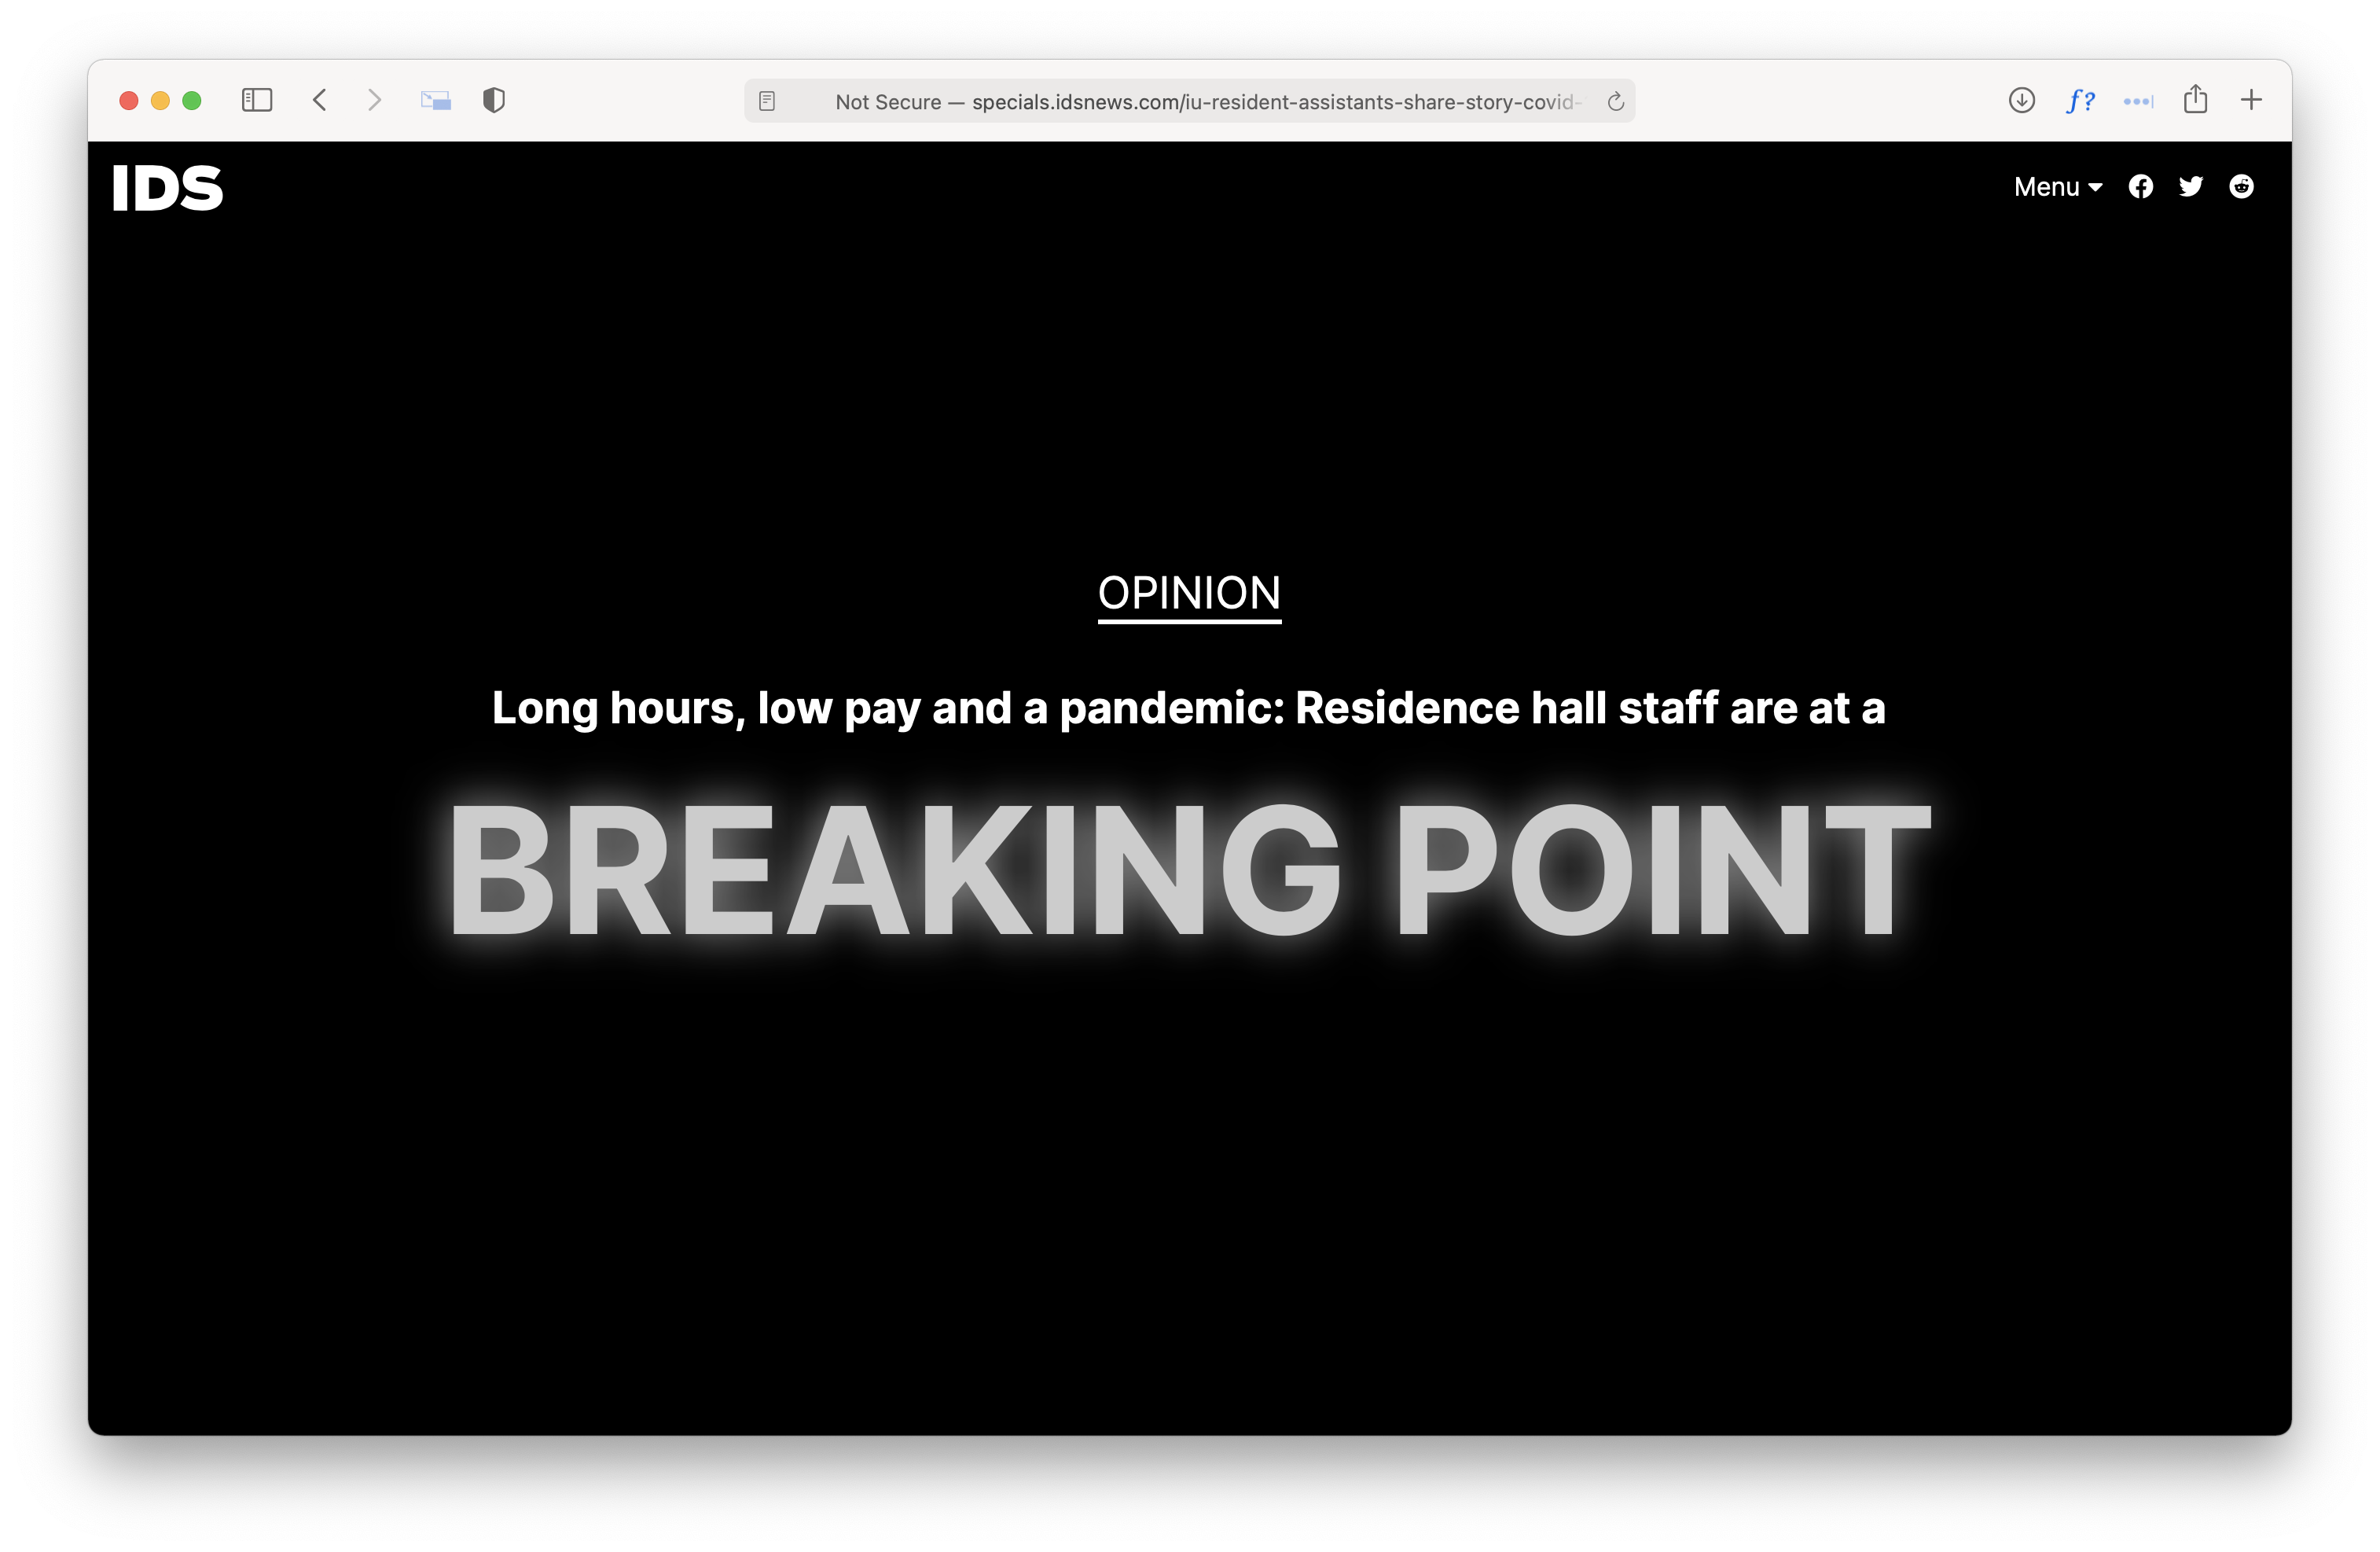 Not Secure — specials.idsnews.com/iu-resident-assistants-share-story-covid-
f?
IDS
Menu
OPINION
Long hours, low pay and a pandemic: Residence hall staff are at a
BREAKING POINT